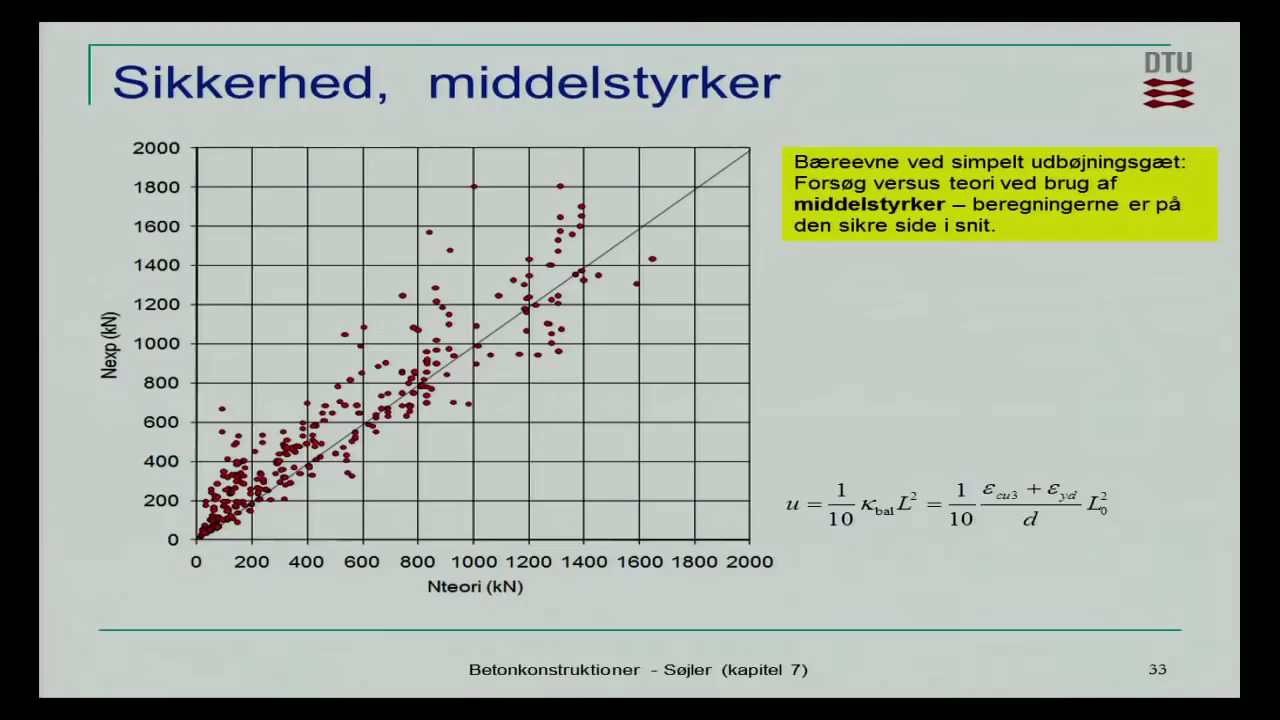 Sikkerhed, middelstyrker
DTU
Bæreevne ved simpelt udbøjningsgæt:
Forsøg versus teori ved brug af
middelstyrker – beregningerne er på
den sikre side i snit.
2000
1800
1600
1400
1200
1000
800
600
400
200
0
Nexp (kN)
0 200 400 600 800 1000 1200 1400 1600 1800 2000
Nteori (kN)
u = 1/10 κbal L² = 1/10 (εcu3 + εyd)/d L0²
Betonkonstruktioner - Søjler (kapitel 7)
33